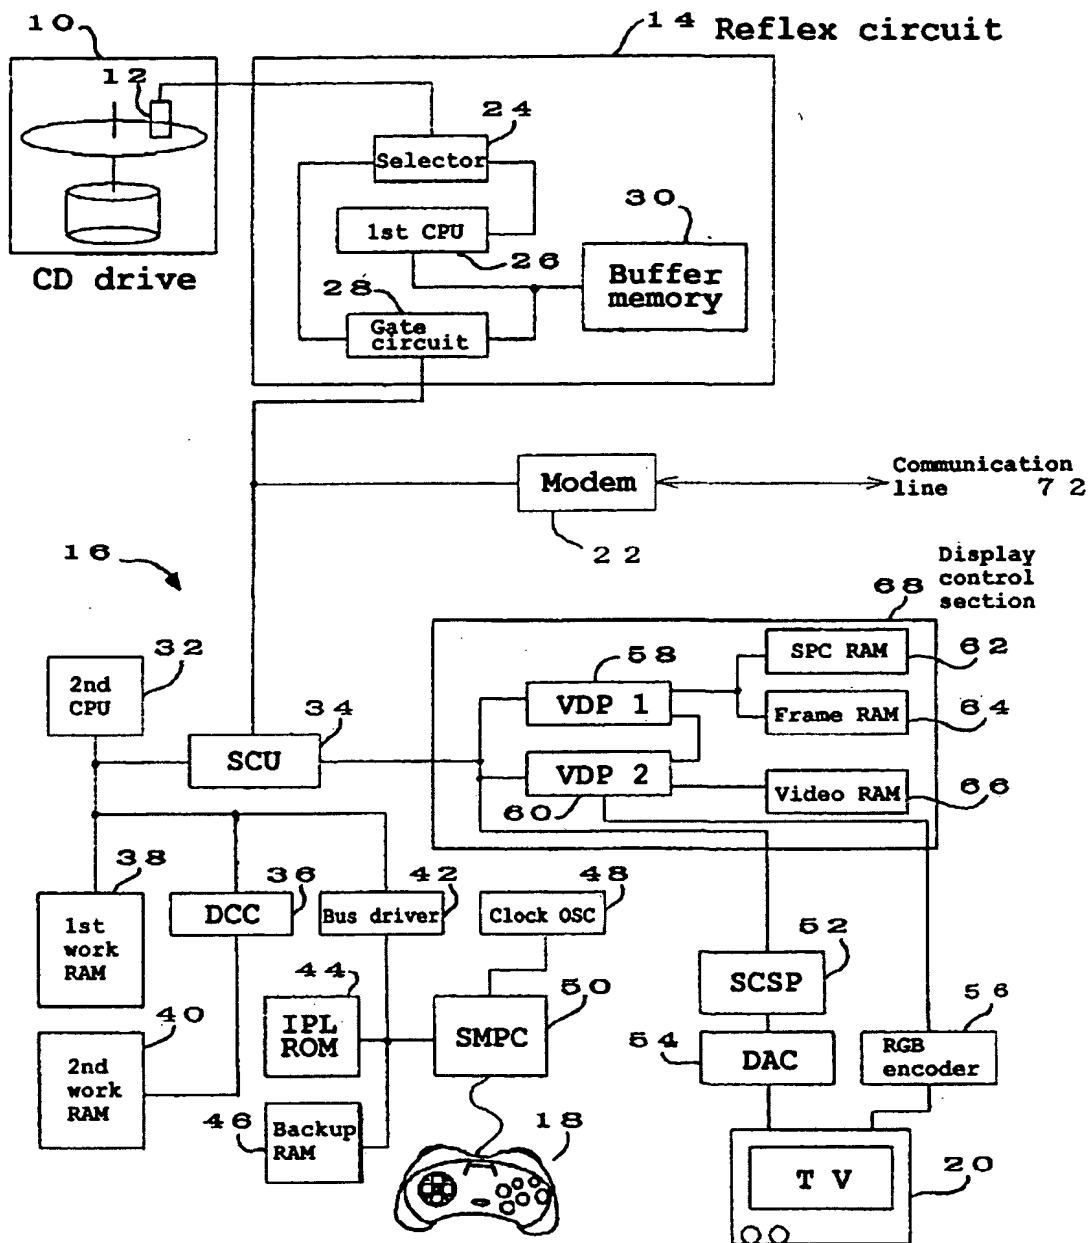 10
14 Reflex circuit
12
24
Selector
30
1st CPU
26
Buffer
memory
CD drive
28
Gate
circuit
Modem
Communication
line 72
22
16
Display
control
section
68
32
58
SPC RAM
62
2nd
CPU
VDP 1
34
Frame RAM
64
SCU
VDP 2
Video RAM
66
60
38
36
42
48
1st
work
RAM
DCC
Bus driver
Clock OSC
52
44
50
SCSP
56
40
IPL
ROM
SMPC
54
DAC
RGB
encoder
2nd
work
RAM
46
Backup
RAM
18
TV
20